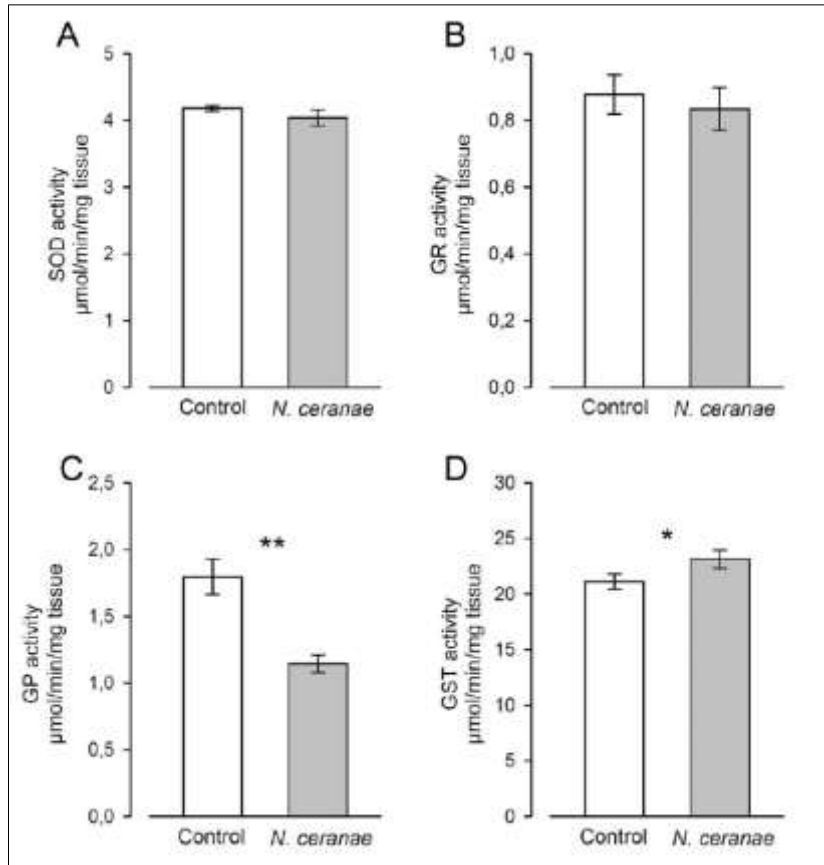 A
SOD activity
µmol/min/mg tissue
5
4
3
2
1
0
Control
N. ceranae
B
GR activity
µmol/min/mg tissue
1,0
0,8
0,6
0,4
0,2
0,0
Control
N. ceranae
C
GP activity
µmol/min/mg tissue
2,5
2,0
1,5
1,0
0,5
0,0
**
Control
N. ceranae
D
GST activity
µmol/min/mg tissue
30
25
20
15
10
5
0
*
Control
N. ceranae